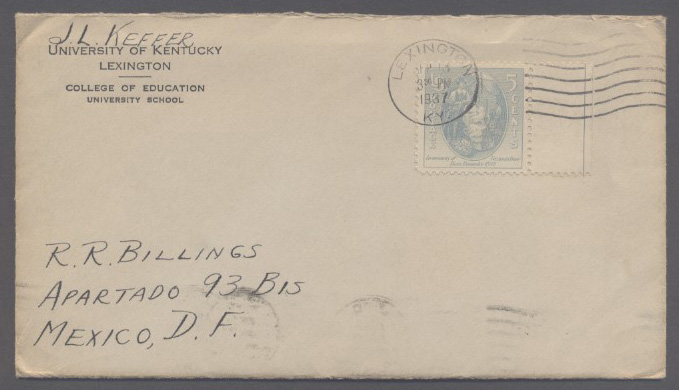 J. L. KEFFER
UNIVERSITY OF KENTUCKY
LEXINGTON
COLLEGE OF EDUCATION
UNIVERSITY SCHOOL
LEXINGTON
1937
KY
5 CENTS
R. R. BILLINGS
APARTADO 93 BIS
MEXICO, D. F.